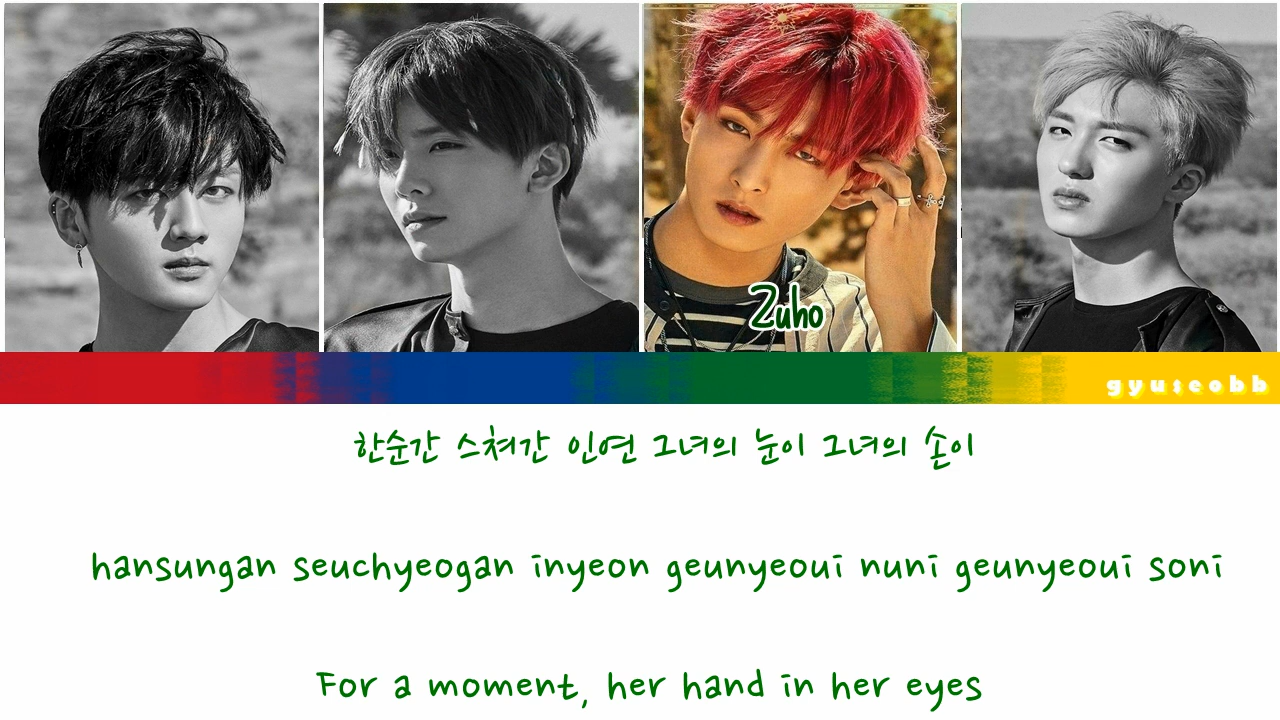 Zuho
gyuseobb
한순간 스쳐간 인연 그녀의 눈이 그녀의 손이
hansungan seuchyeogan inyeon geunyeoui nuni geunyeoui soni
For a moment, her hand in her eyes